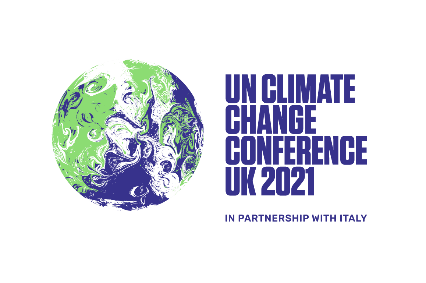 UN CLIMATE
CHANGE
CONFERENCE
UK 2021
IN PARTNERSHIP WITH ITALY